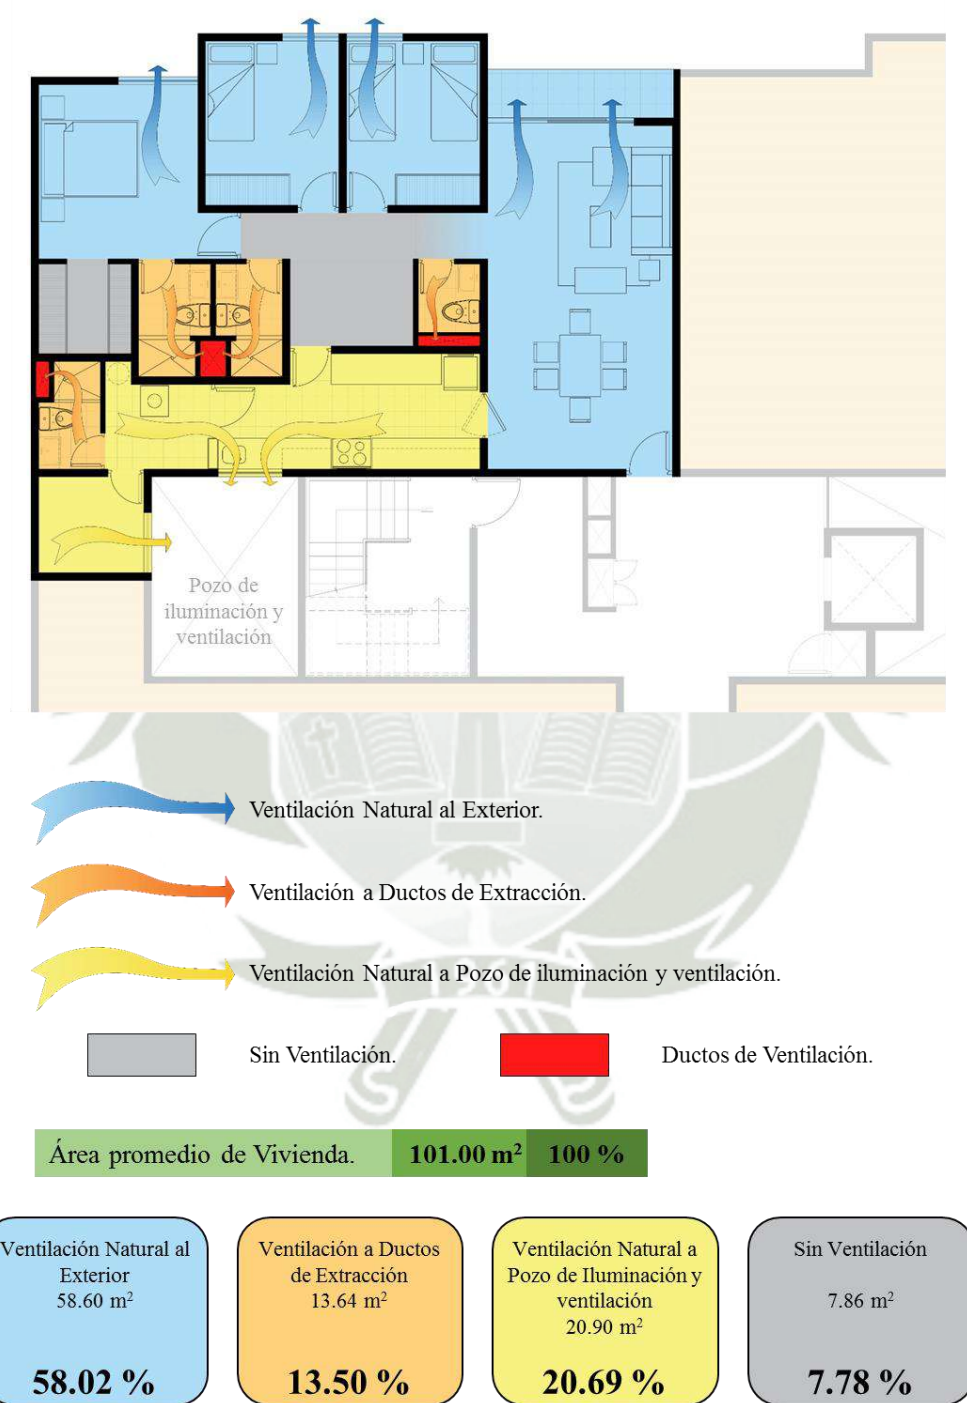 Pozo de
iluminación y
ventilación
Ventilación Natural al Exterior.
Ventilación a Ductos de Extracción.
Ventilación Natural a Pozo de iluminación y ventilación.
1961
Sin Ventilación.
Ductos de Ventilación.
Área promedio de Vivienda. 101.00 m² 100 %
Ventilación Natural al
Exterior
58.60 m²
58.02 %
Ventilación a Ductos
de Extracción
13.64 m²
13.50 %
Ventilación Natural a
Pozo de Iluminación y
ventilación
20.90 m²
20.69 %
Sin Ventilación
7.86 m²
7.78 %